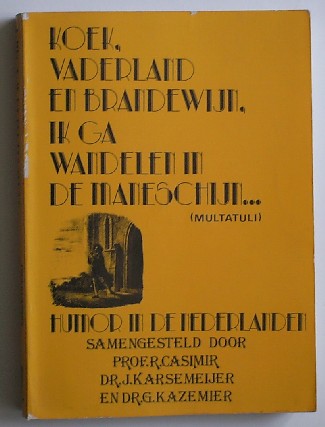 KOEK,
VADERLAND
EN BRANDEWIJN,
IK GA
WANDELEN IN
DE MANESCHIJN...
(MULTATULI)
HUMOR IN DE NEDERLANDEN
SAMENGESTELD DOOR
PROF.R.CASIMIR
DR.J.KARSEMEIJER
EN DR.G.KAZEMIER